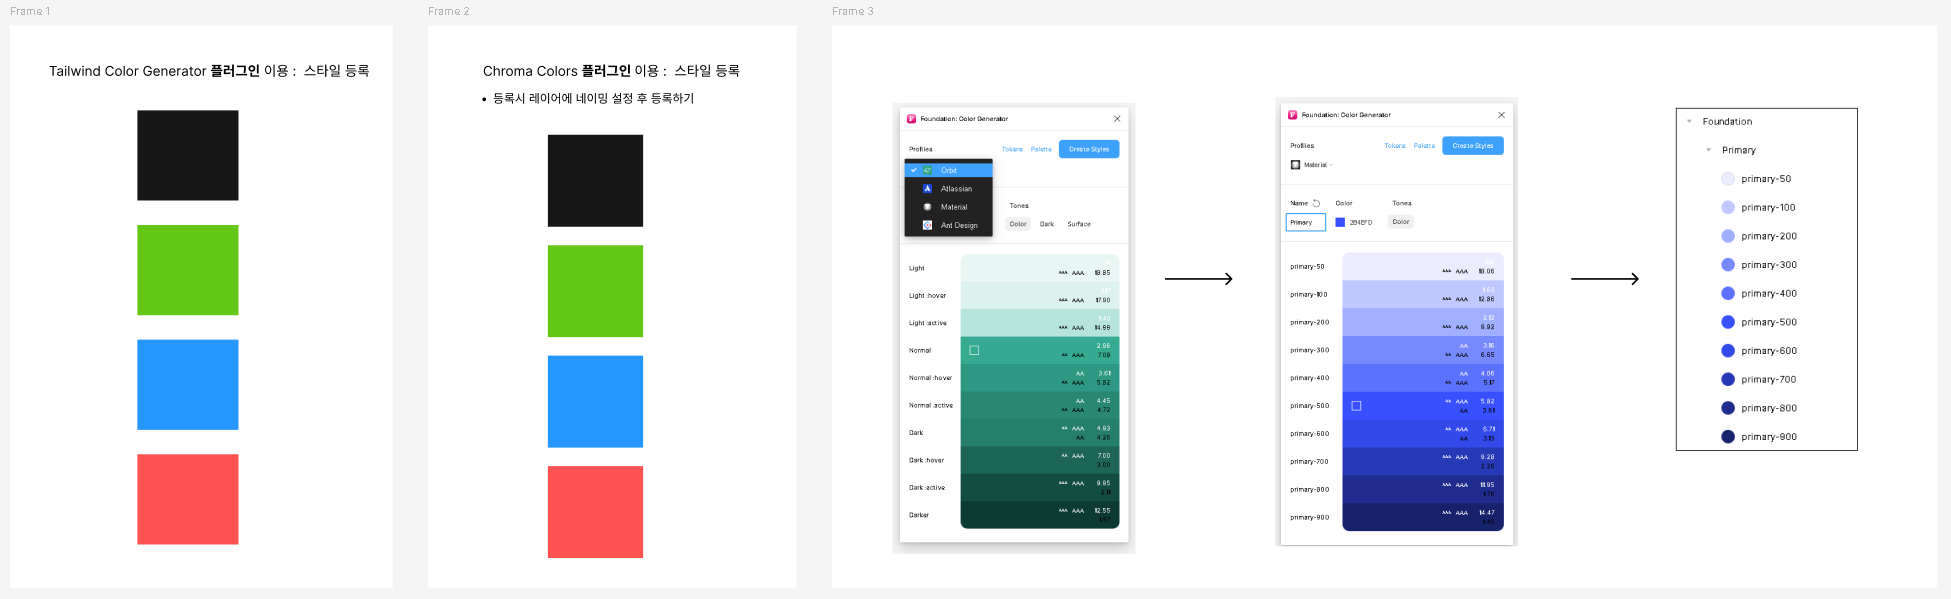 Frame 1
Tailwind Color Generator 플러그인 이용 : 스타일 등록
Frame 2
Chroma Colors 플러그인 이용 : 스타일 등록
• 등록시 레이어에 네이밍 설정 후 등록하기
Frame 3
Foundation: Color Generator
Profiles
Tokens Palette Create Styles
Orbit
Atlassian
Material
Ant Design
Tones
Color Dark Surface
Light
AAA AAA 18.85
Light :hover
AAA AAA 17.90
Light :active
AAA AAA 14.99
Normal
2.96
AA AAA 7.09
Normal :hover
AA 3.61
AA AAA 5.82
Normal :active
AA 4.45
AA AAA 4.72
Dark
AA AAA 4.93
AA 4.26
Dark :hover
AA AAA 7.00
3.00
Dark :active
AAA AAA 9.95
2.11
Darker
AAA AAA 12.55
Foundation: Color Generator
Profiles
Tokens Palette Create Styles
Material
Name Color Tones
Primary 2B4EFD Color
primary-50
AAA AAA 18.06
primary-100
1.63
AAA AAA 12.86
primary-200
2.12
AAA AAA 9.92
primary-300
AA 3.16
AA AAA 6.65
primary-400
AA 4.06
AA AAA 5.17
primary-500
AA AAA 5.82
AA 3.61
primary-600
AA AAA 6.71
AA 3.13
primary-700
AAA AAA 9.28
2.26
primary-800
AAA AAA 11.95
1.76
primary-900
AAA AAA 14.47
1.45
Foundation
Primary
primary-50
primary-100
primary-200
primary-300
primary-400
primary-500
primary-600
primary-700
primary-800
primary-900